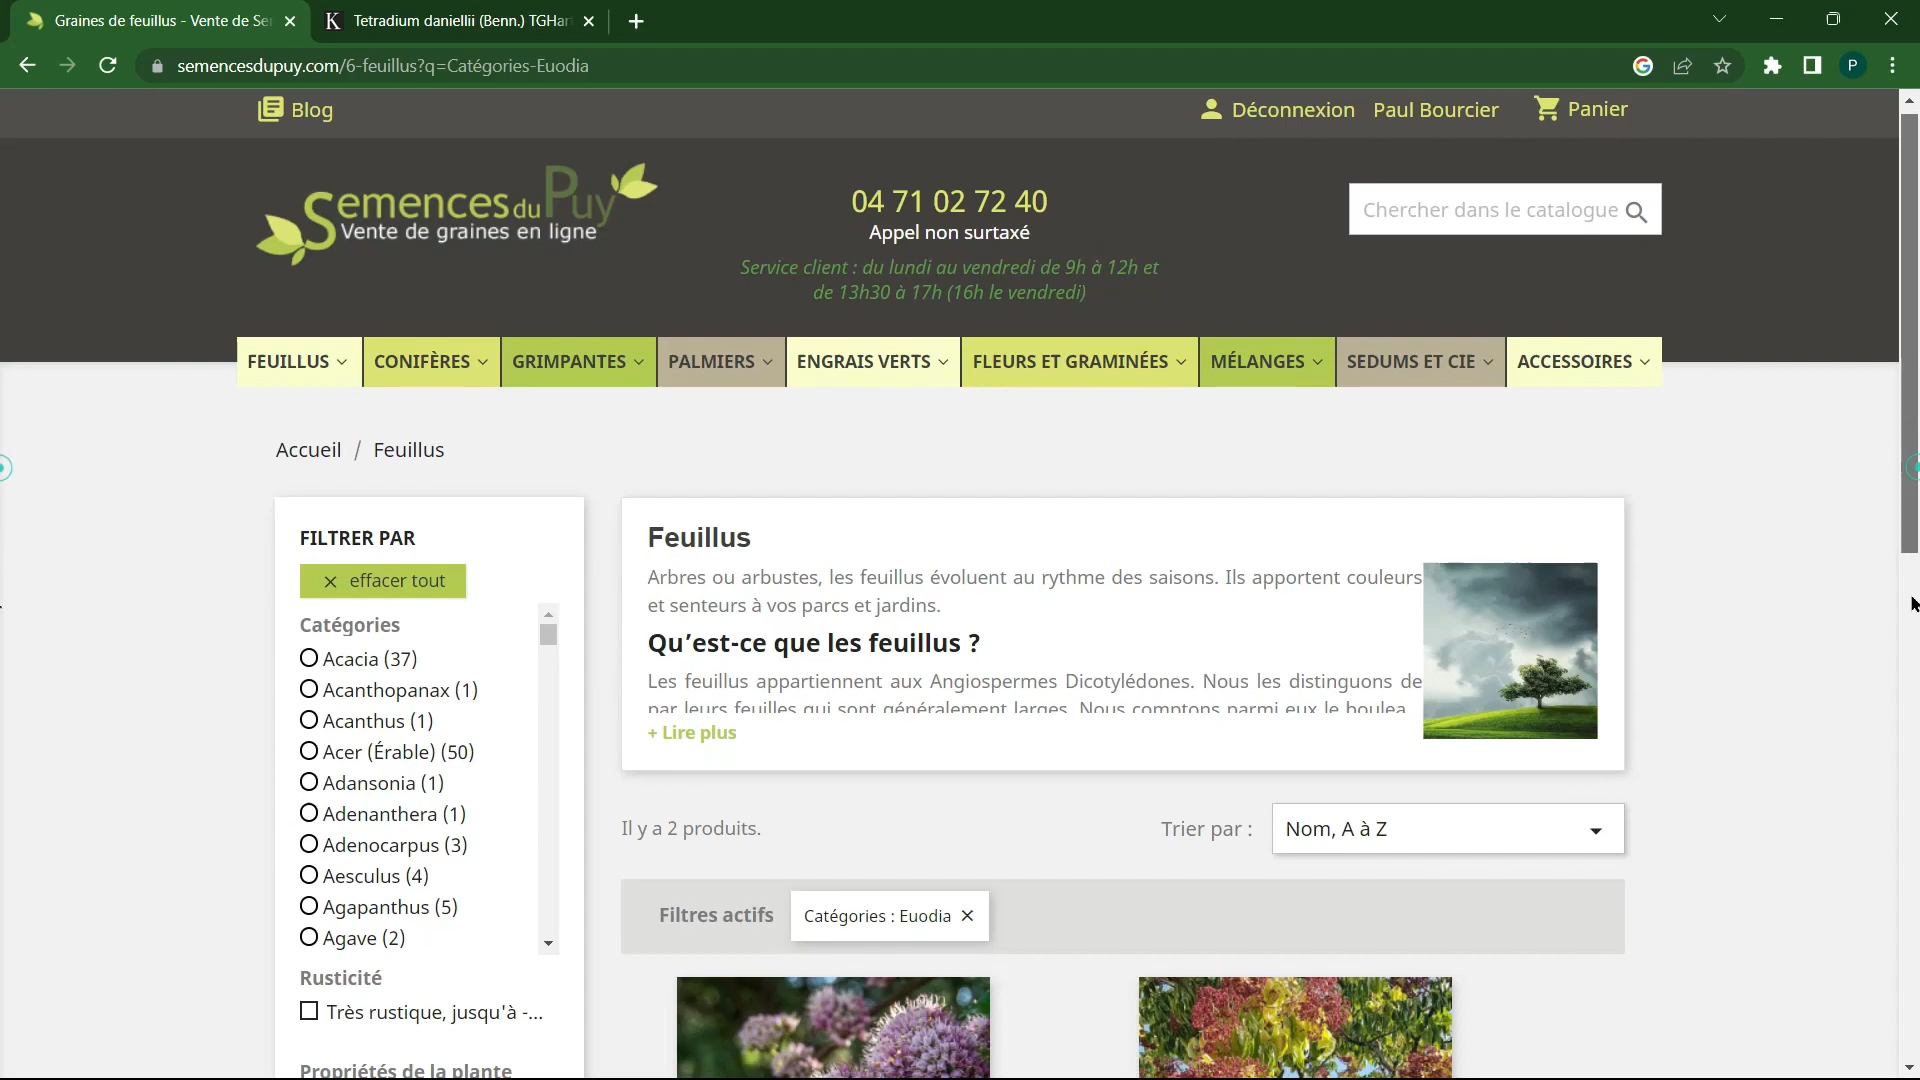 Graines de feuillus - Vente de Se
Tetradium daniellii (Benn.) TGHar
semencesdupuy.com/6-feuillus?q=Catégories-Euodia
P
Blog
Déconnexion Paul Bourcier Panier
Semences du Puy
Vente de graines en ligne
04 71 02 72 40
Appel non surtaxé
Service client : du lundi au vendredi de 9h à 12h et
de 13h30 à 17h (16h le vendredi)
Chercher dans le catalogue
FEUILLUS CONIFÈRES GRIMPANTES PALMIERS ENGRAIS VERTS FLEURS ET GRAMINÉES MÉLANGES SEDUMS ET CIE ACCESSOIRES
Accueil / Feuillus
FILTRER PAR
effacer tout
Catégories
Acacia (37)
Acanthopanax (1)
Acanthus (1)
Acer (Érable) (50)
Adansonia (1)
Adenanthera (1)
Adenocarpus (3)
Aesculus (4)
Agapanthus (5)
Agave (2)
Rusticité
Très rustique, jusqu'à -...
Propriétés de la plante
Feuillus
Arbres ou arbustes, les feuillus évoluent au rythme des saisons. Ils apportent couleurs
et senteurs à vos parcs et jardins.
Qu’est-ce que les feuillus ?
Les feuillus appartiennent aux Angiospermes Dicotylédones. Nous les distinguons de
par leurs feuilles qui sont généralement larges. Nous comptons parmi eux le bouleau
+ Lire plus
Il y a 2 produits.
Trier par : Nom, A à Z
Filtres actifs Catégories : Euodia